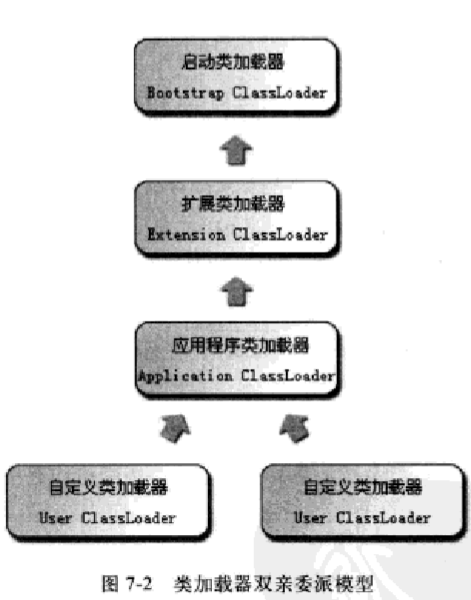 启动类加载器
Bootstrap ClassLoader
扩展类加载器
Extension ClassLoader
应用程序类加载器
Application ClassLoader
自定义类加载器
User ClassLoader
自定义类加载器
User ClassLoader
图 7-2 类加载器双亲委派模型